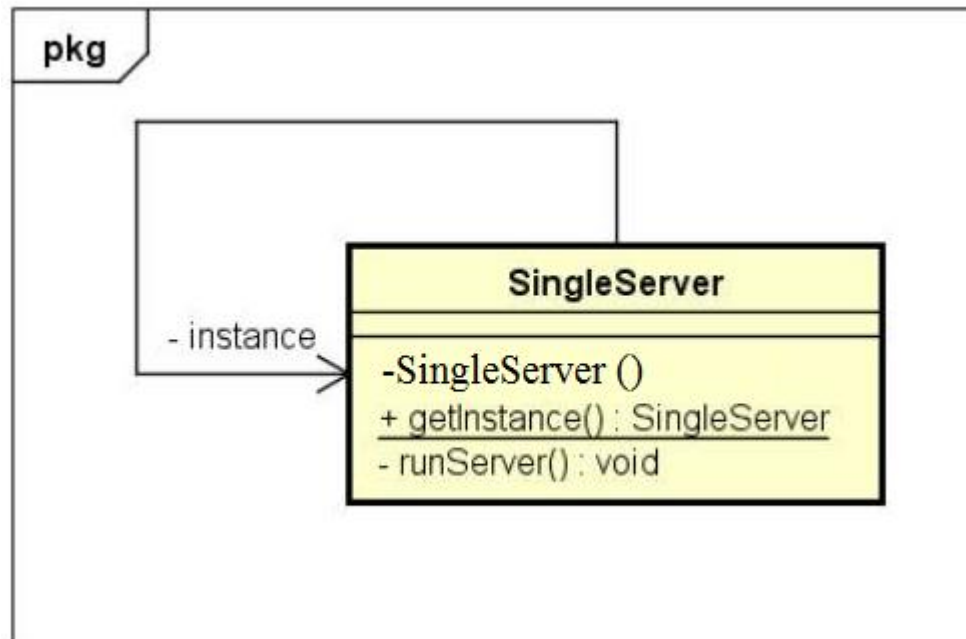 pkg
SingleServer
- instance
-SingleServer ()
+ getInstance() : SingleServer
- runServer() : void